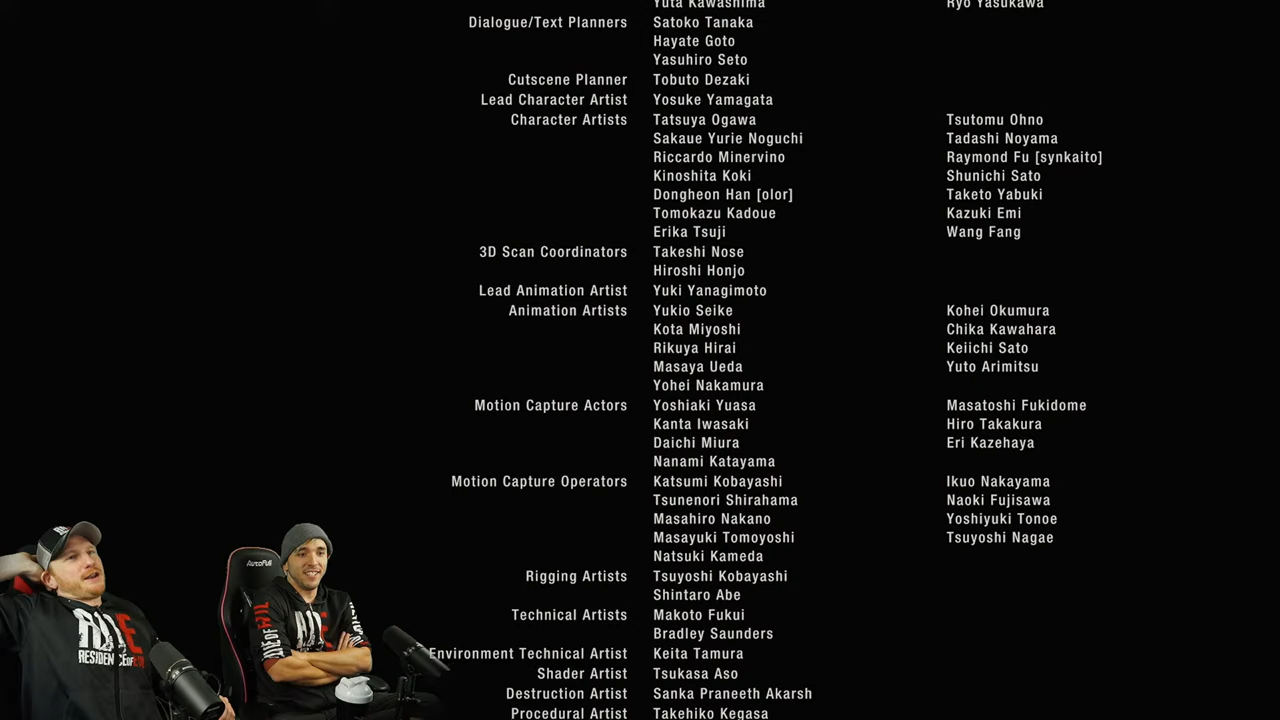 Yuta Kawashima Ryo Yasukawa
Dialogue/Text Planners Satoko Tanaka
Hayate Goto
Yasuhiro Seto
Cutscene Planner Tobuto Dezaki
Lead Character Artist Yosuke Yamagata
Character Artists Tatsuya Ogawa Tsutomu Ohno
Sakaue Yurie Noguchi Tadashi Noyama
Riccardo Minervino Raymond Fu [synkaito]
Kinoshita Koki Shunichi Sato
Dongheon Han [olor] Taketo Yabuki
Tomokazu Kadoue Kazuki Emi
Erika Tsuji Wang Fang
3D Scan Coordinators Takeshi Nose
Hiroshi Honjo
Lead Animation Artist Yuki Yanagimoto
Animation Artists Yukio Seike Kohei Okumura
Kota Miyoshi Chika Kawahara
Rikuya Hirai Keiichi Sato
Masaya Ueda Yuto Arimitsu
Yohei Nakamura
Motion Capture Actors Yoshiaki Yuasa Masatoshi Fukidome
Kanta Iwasaki Hiro Takakura
Daichi Miura Eri Kazehaya
Nanami Katayama
Motion Capture Operators Katsumi Kobayashi Ikuo Nakayama
Tsunenori Shirahama Naoki Fujisawa
Masahiro Nakano Yoshiyuki Tonoe
Masayuki Tomoyoshi Tsuyoshi Nagae
Natsuki Kameda
Rigging Artists Tsuyoshi Kobayashi
Shintaro Abe
Technical Artists Makoto Fukui
Bradley Saunders
Environment Technical Artist Keita Tamura
Shader Artist Tsukasa Aso
Destruction Artist Sanka Praneeth Akarsh
Procedural Artist Takehiko Kegasa
AutoFull